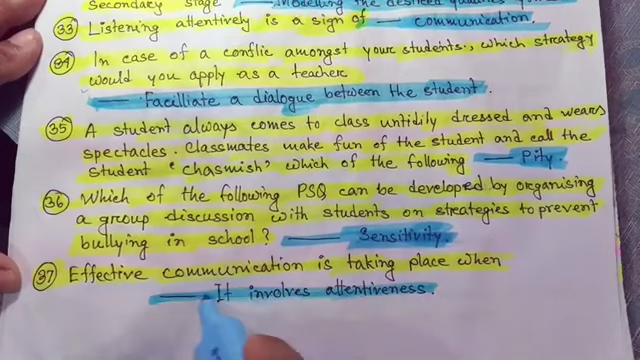 Secondary stage — Modelling the desired qualities
33 Listening attentively is a sign of — communication.
34 In case of a conflic amongst your students, which strategy
would you apply as a teacher
— Facilliate a dialogue between the student.
35 A student always comes to class untidily dressed and wears
spectacles. Classmates make fun of the student and call the
student "chasmish" which of the following — Pity.
36 Which of the following PSQ can be developed by organising
a group discussion with students on strategies to prevent
bullying in school? — Sensitivity.
37 Effective communication is taking place when
— It involves attentiveness.